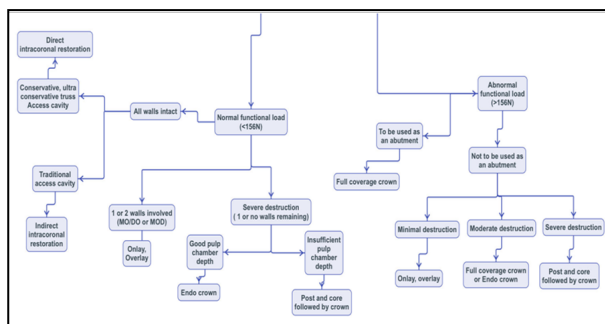 Direct
intracoronal restoration
Conservative, ultra
conservative truss
Access cavity
All walls intact
Normal functional load
(<156N)
Abnormal
functional load
(>156N)
To be used as
an abutment
Not to be used as
an abutment
Full coverage crown
Traditional
access cavity
Indirect
intracoronal
restoration
1 or 2 walls involved
(MO/DO or MOD)
Onlay,
Overlay
Severe destruction
( 1 or no walls remaining)
Good pulp
chamber
depth
Insufficient
pulp
chamber
depth
Endo crown
Post and core
followed by crown
Minimal destruction
Moderate destruction
Severe destruction
Onlay, overlay
Full coverage crown
or Endo crown
Post and core
followed by crown